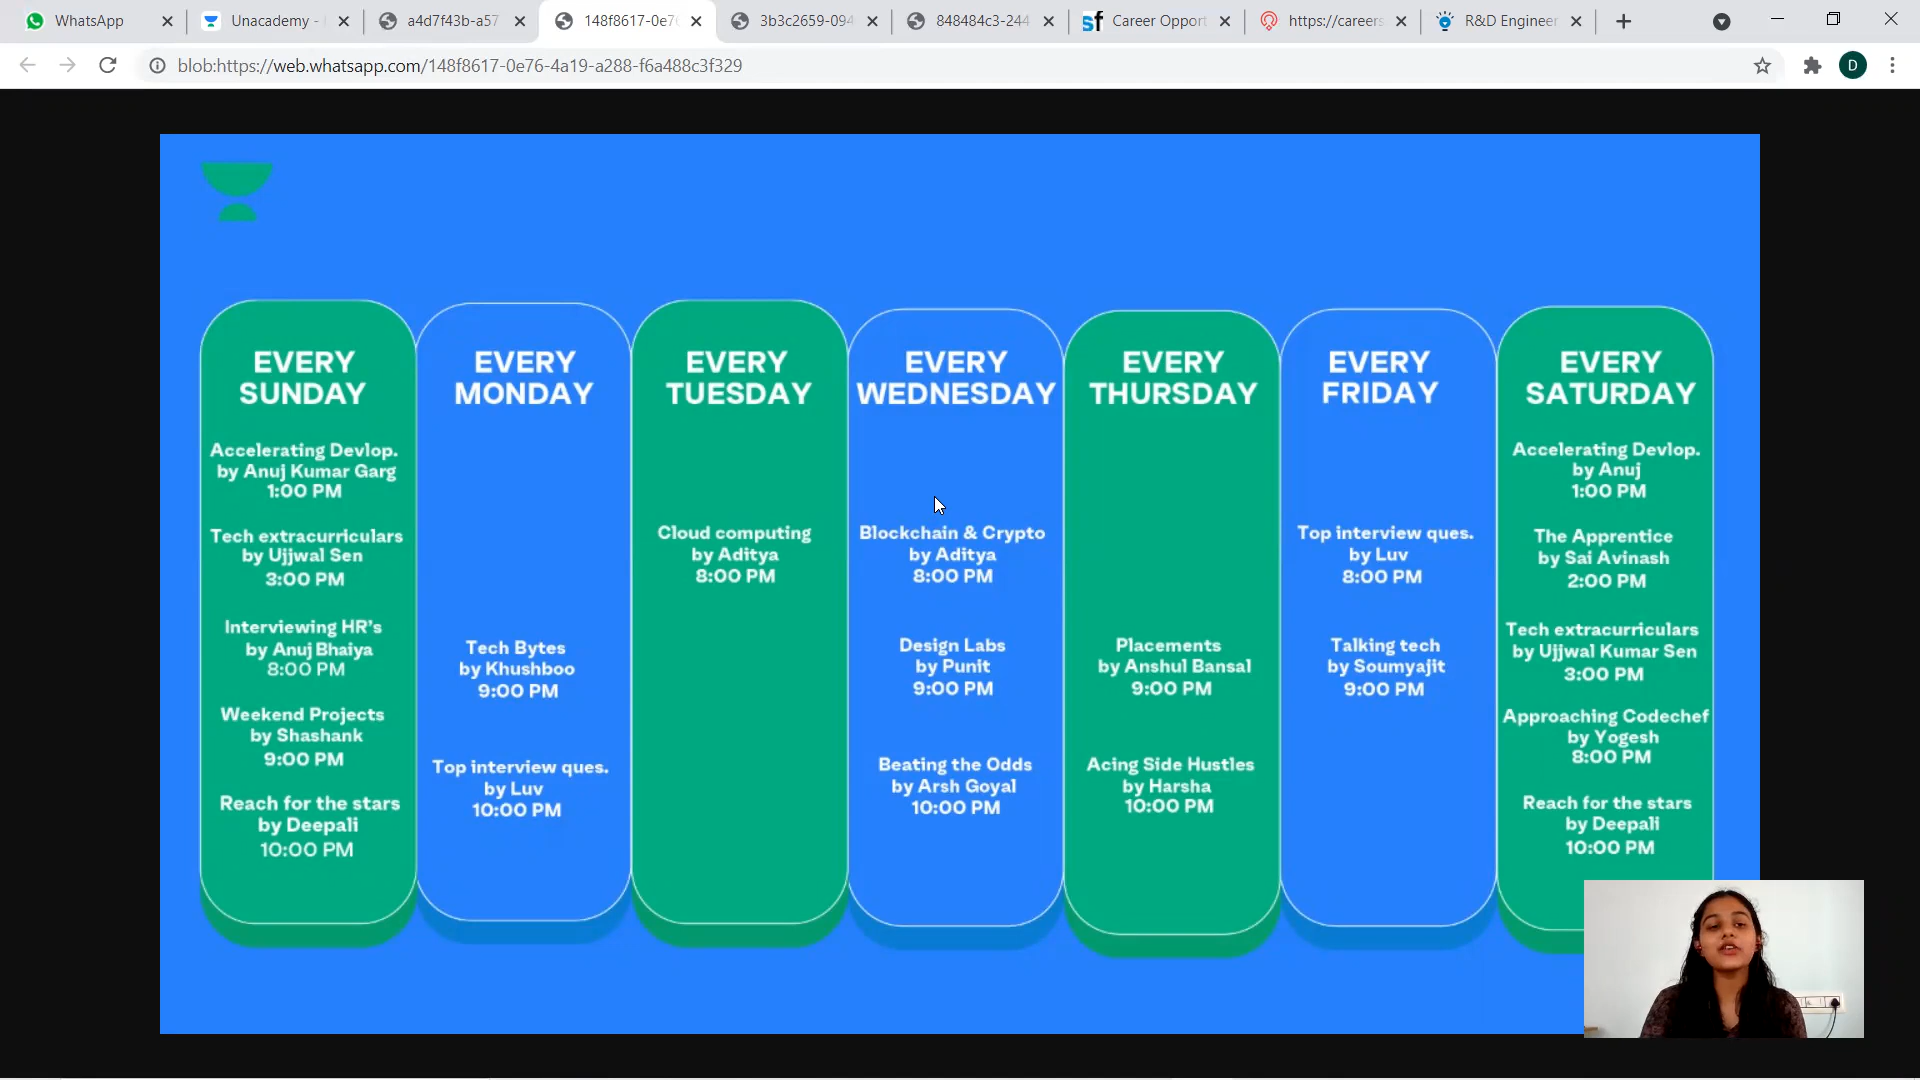 WhatsApp
Unacademy -
a4d7f43b-a57
148f8617-0e7
3b3c2659-094
848484c3-244
Career Opport
https://careers
R&D Engineer
blob:https://web.whatsapp.com/148f8617-0e76-4a19-a288-f6a488c3f329
D
EVERY
SUNDAY
Accelerating Devlop.
by Anuj Kumar Garg
1:00 PM
Tech extracurriculars
by Ujjwal Sen
3:00 PM
Interviewing HR's
by Anuj Bhaiya
8:00 PM
Weekend Projects
by Shashank
9:00 PM
Reach for the stars
by Deepali
10:00 PM
EVERY
MONDAY
Tech Bytes
by Khushboo
9:00 PM
Top interview ques.
by Luv
10:00 PM
EVERY
TUESDAY
Cloud computing
by Aditya
8:00 PM
EVERY
WEDNESDAY
Blockchain & Crypto
by Aditya
8:00 PM
Design Labs
by Punit
9:00 PM
Beating the Odds
by Arsh Goyal
10:00 PM
EVERY
THURSDAY
Placements
by Anshul Bansal
9:00 PM
Acing Side Hustles
by Harsha
10:00 PM
EVERY
FRIDAY
Top interview ques.
by Luv
8:00 PM
Talking tech
by Soumyajit
9:00 PM
EVERY
SATURDAY
Accelerating Devlop.
by Anuj
1:00 PM
The Apprentice
by Sai Avinash
2:00 PM
Tech extracurriculars
by Ujjwal Kumar Sen
3:00 PM
Approaching Codechef
by Yogesh
8:00 PM
Reach for the stars
by Deepali
10:00 PM